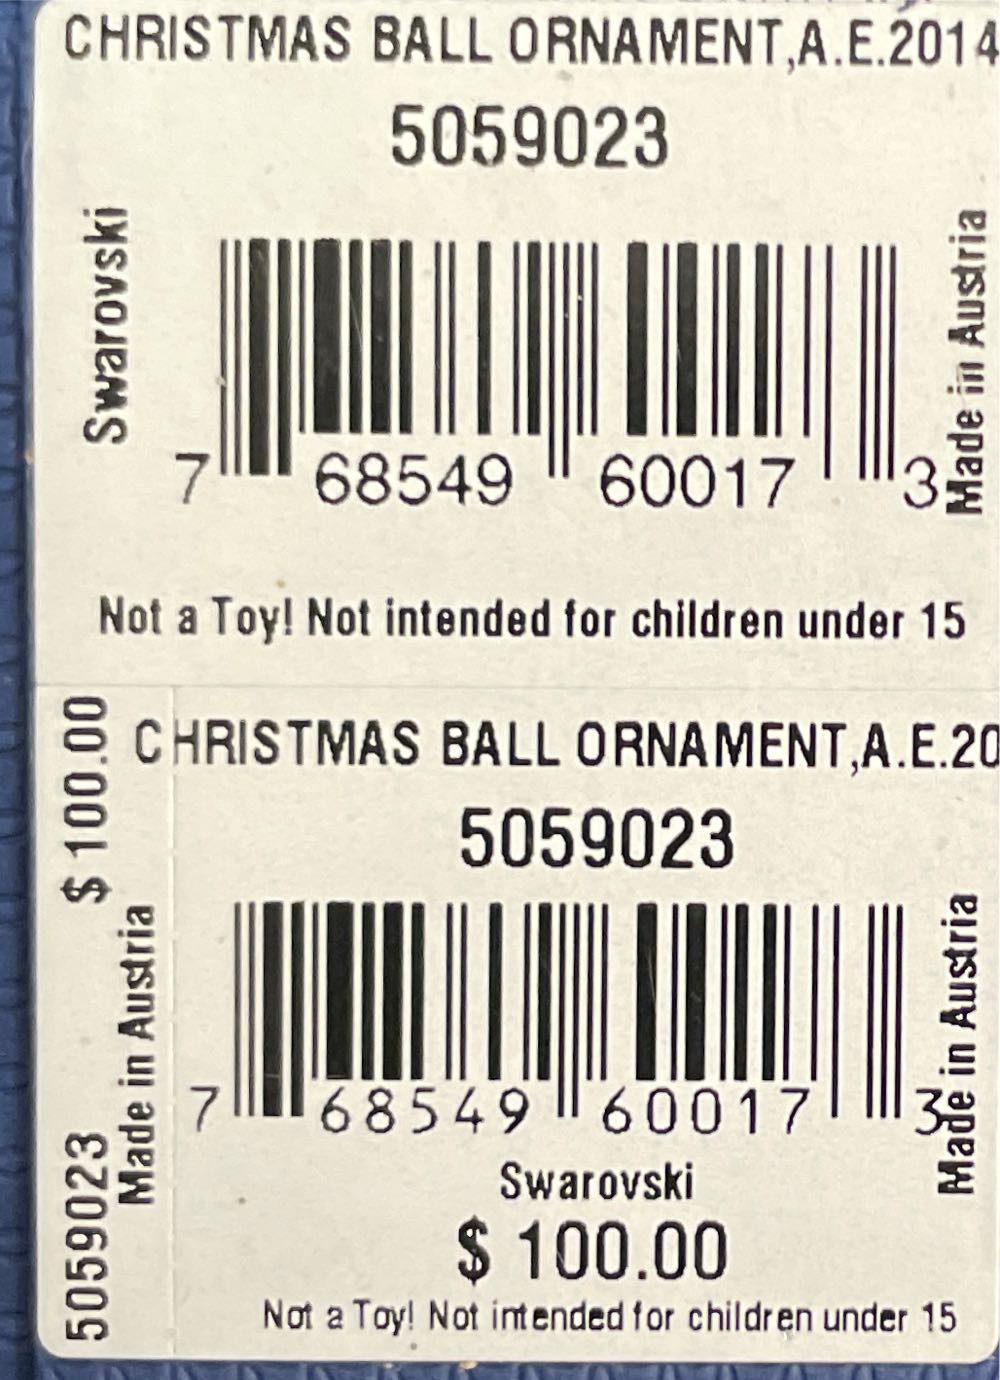 CHRISTMAS BALL ORNAMENT,A.E.2014
5059023
Swarovski
Made in Austria
7 68549 60017 3
Not a Toy! Not intended for children under 15
$ 100.00
5059023
Made in Austria
CHRISTMAS BALL ORNAMENT,A.E.20
5059023
7 68549 60017 3
Made in Austria
Swarovski
$ 100.00
Not a Toy! Not intended for children under 15